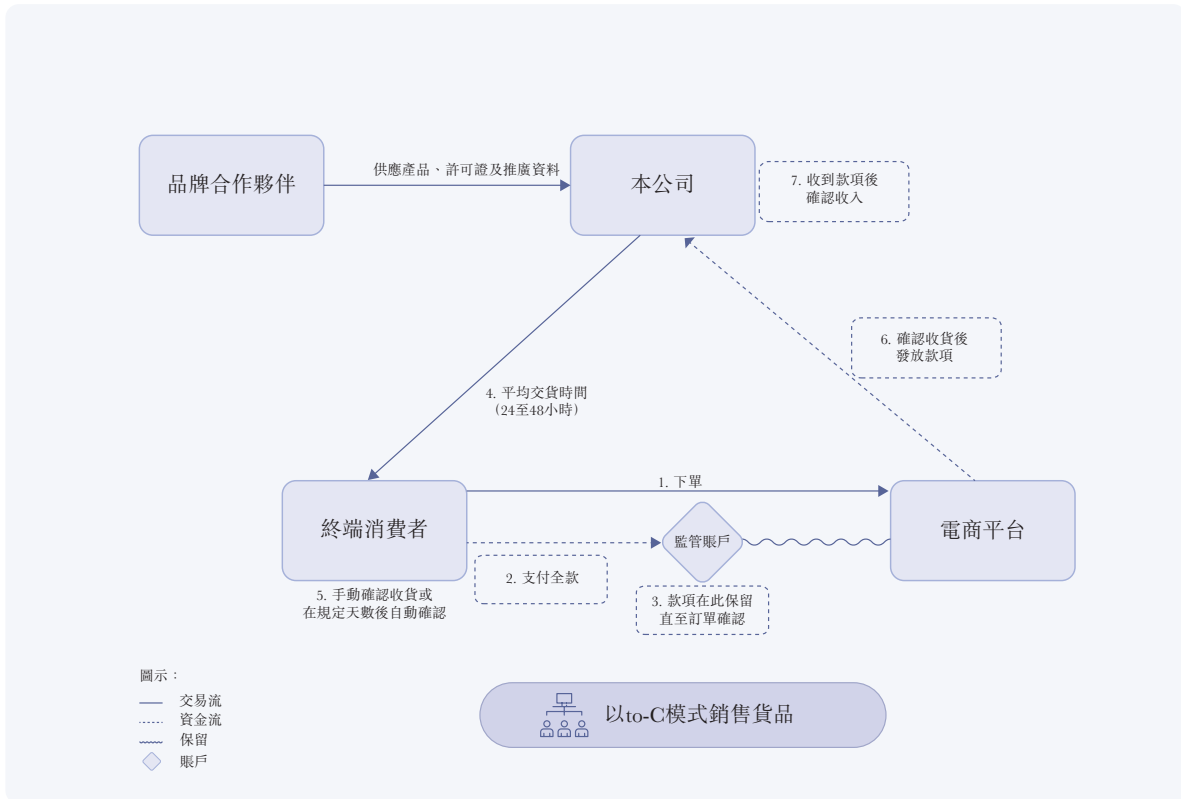 供應產品、許可證及推廣資料
品牌合作夥伴
本公司
7. 收到款項後
確認收入
6. 確認收貨後
發放款項
4. 平均交貨時間
（24至48小時）
1. 下單
終端消費者
監管賬戶
電商平台
2. 支付全款
3. 款項在此保留
直至訂單確認
5. 手動確認收貨或
在規定天數後自動確認
圖示：
交易流
資金流
保留
賬戶
以to-C模式銷售貨品